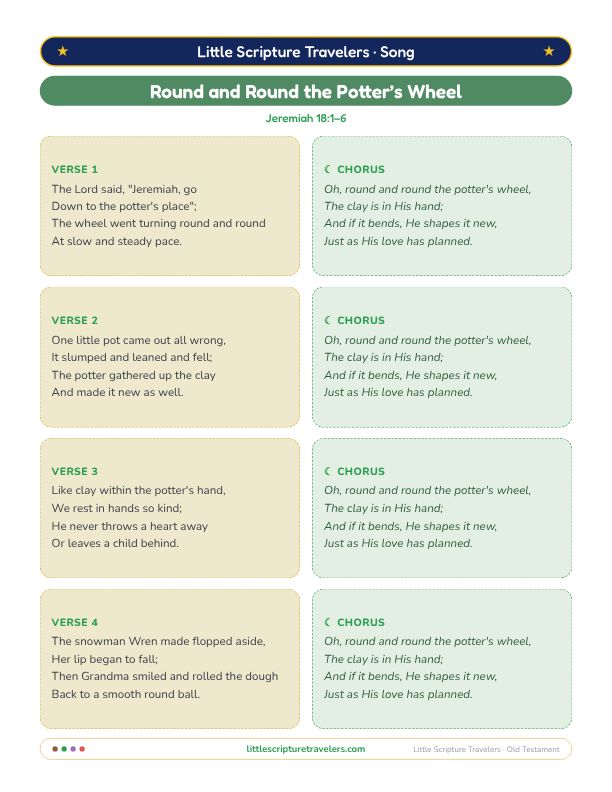 Little Scripture Travelers · Song
Round and Round the Potter's Wheel
Jeremiah 18:1–6
VERSE 1
The Lord said, "Jeremiah, go
Down to the potter's place";
The wheel went turning round and round
At slow and steady pace.
CHORUS
Oh, round and round the potter's wheel,
The clay is in His hand;
And if it bends, He shapes it new,
Just as His love has planned.
VERSE 2
One little pot came out all wrong,
It slumped and leaned and fell;
The potter gathered up the clay
And made it new as well.
CHORUS
Oh, round and round the potter's wheel,
The clay is in His hand;
And if it bends, He shapes it new,
Just as His love has planned.
VERSE 3
Like clay within the potter's hand,
We rest in hands so kind;
He never throws a heart away
Or leaves a child behind.
CHORUS
Oh, round and round the potter's wheel,
The clay is in His hand;
And if it bends, He shapes it new,
Just as His love has planned.
VERSE 4
The snowman Wren made flopped aside,
Her lip began to fall;
Then Grandma smiled and rolled the dough
Back to a smooth round ball.
CHORUS
Oh, round and round the potter's wheel,
The clay is in His hand;
And if it bends, He shapes it new,
Just as His love has planned.
littlescripturetravelers.com
Little Scripture Travelers · Old Testament